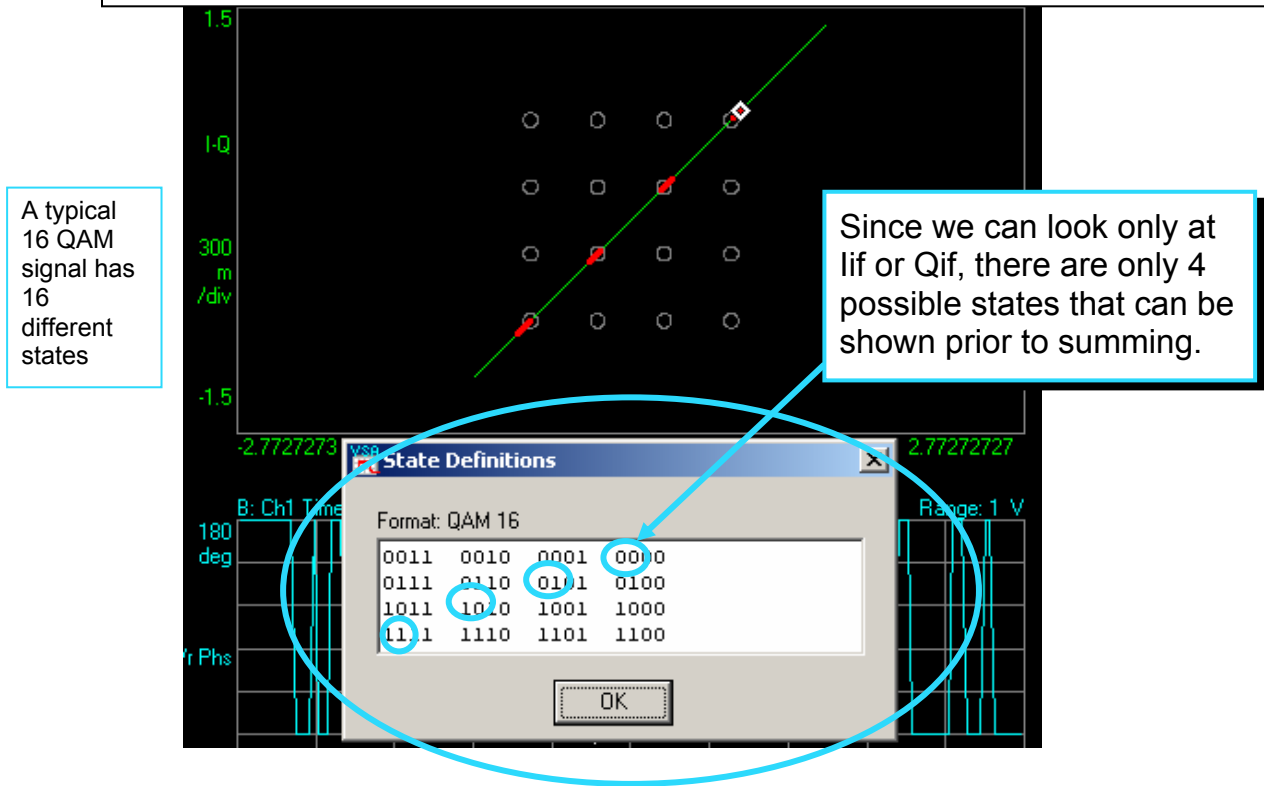 1.5
I-Q
300
m
/div
-1.5
A typical
16 QAM
signal has
16
different
states
Since we can look only at
Iif or Qif, there are only 4
possible states that can be
shown prior to summing.
-2.7727273
2.77272727
VSA
State Definitions
B: Ch1 Time
Range: 1 V
180
deg
Format: QAM 16
0011 0010 0001 0000
0111 0110 0101 0100
1011 1010 1001 1000
1111 1110 1101 1100
r Phs
OK